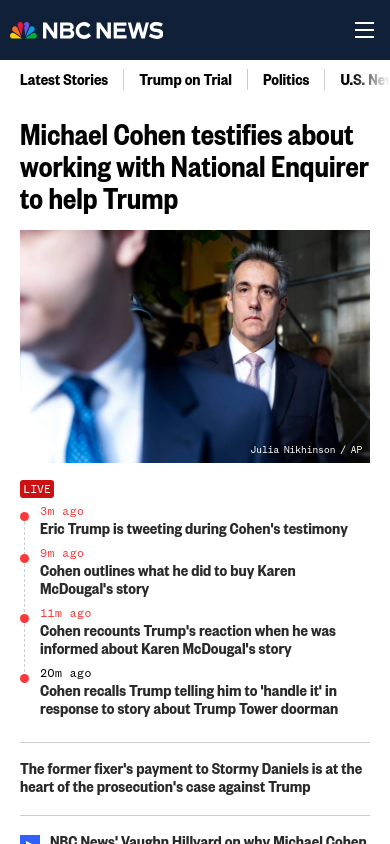 NBC NEWS
Latest Stories
Trump on Trial
Politics
U.S.
Michael Cohen testifies about
working with National Enquirer
to help Trump
Julia Nikhinson / AP
LIVE
3m ago
Eric Trump is tweeting during Cohen's testimony
9m ago
Cohen outlines what he did to buy Karen
McDougal's story
11m ago
Cohen recounts Trump's reaction when he was
informed about Karen McDougal's story
20m ago
Cohen recalls Trump telling him to 'handle it' in
response to story about Trump Tower doorman
The former fixer's payment to Stormy Daniels is at the
heart of the prosecution's case against Trump
NBC News' Vaughn Hillyard on why Michael Cohen